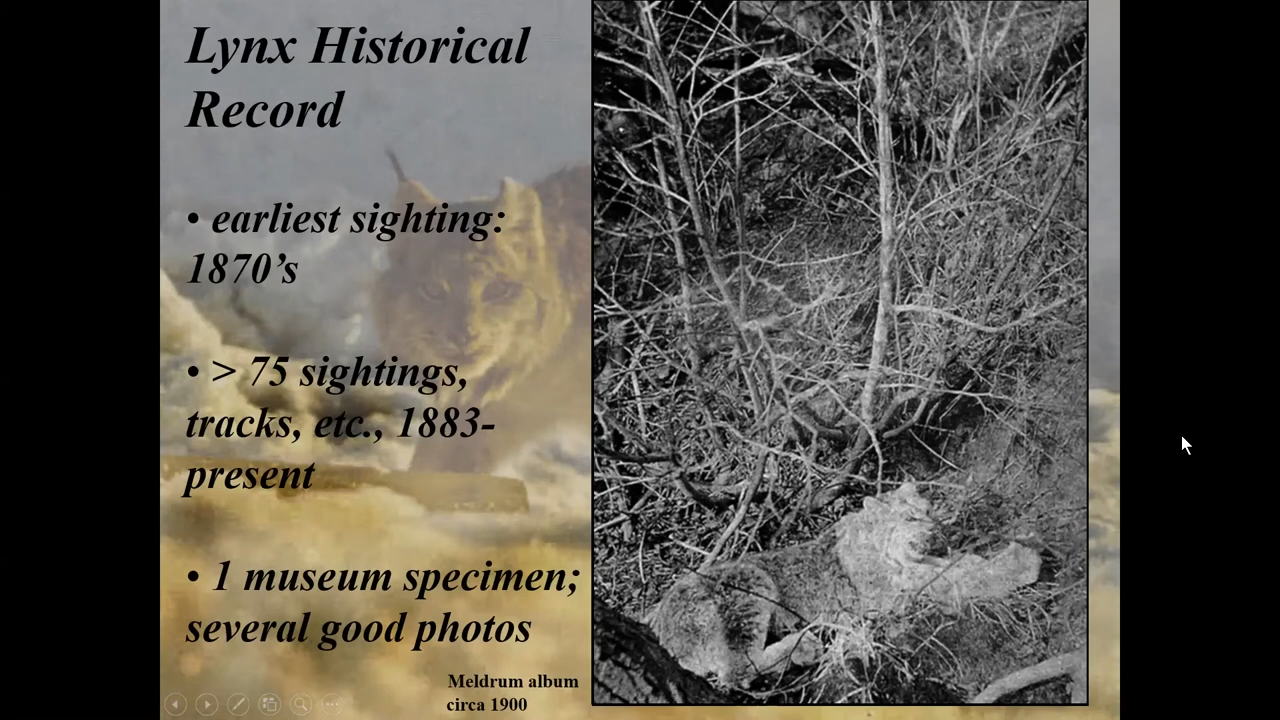 Lynx Historical
Record
• earliest sighting:
1870’s
• > 75 sightings,
tracks, etc., 1883-
present
• 1 museum specimen;
several good photos
Meldrum album
circa 1900